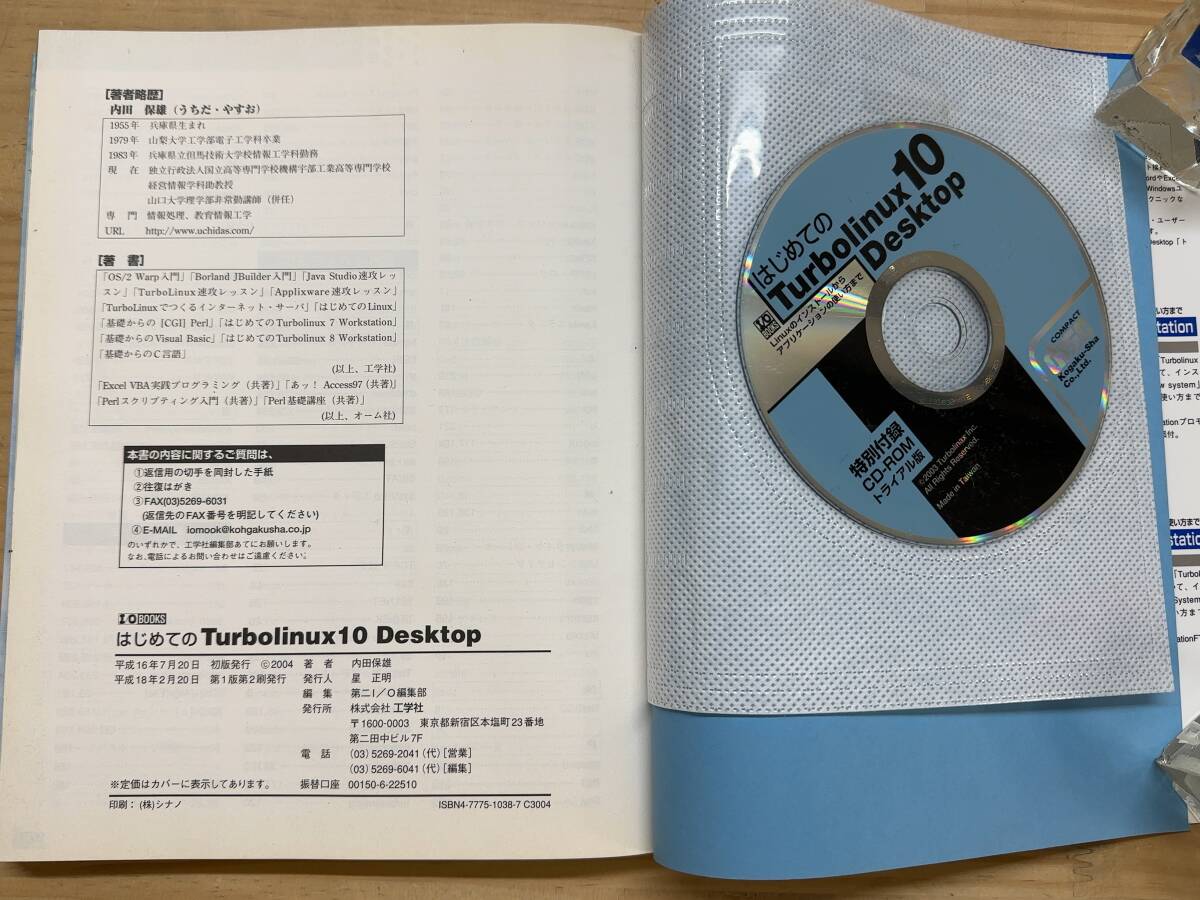 【著者略歴】
内田 保雄(うちだ・やすお)
1955年 兵庫県生まれ
1979年 山梨大学工学部電子工学科卒業
1983年 兵庫県立但馬技術大学校情報工学科勤務
現 在 独立行政法人国立高等専門学校機構宇部工業高等専門学校
経営情報学科助教授
山口大学理学部非常勤講師(併任)
専 門 情報処理、教育情報工学
URL http://www.uchidas.com/
【著 書】
「OS/2 Warp入門」「Borland JBuilder入門」「Java Studio速攻レッ
スン」「TurboLinux速攻レッスン」「Applixware速攻レッスン」
「TurboLinuxでつくるインターネット・サーバ」「はじめてのLinux」
「基礎からの [CGI] Perl」「はじめてのTurbolinux 7 Workstation」
「基礎からのVisual Basic」「はじめてのTurbolinux 8 Workstation」
「基礎からのC言語」
(以上、工学社)
「Excel VBA実践プログラミング(共著)」「あッ! Access97(共著)」
「Perlスクリプティング入門(共著)」「Perl基礎講座(共著)」
(以上、オーム社)
本書の内容に関するご質問は、
①返信用の切手を同封した手紙
②往復はがき
③FAX(03)5269-6031
(返信先のFAX番号を明記してください)
④E-MAIL iomook@kohgakusha.co.jp
のいずれかで、工学社編集部あてにお願いします。
なお、電話によるお問い合わせはご遠慮ください。
I/O BOOKS
はじめてのTurbolinux10 Desktop
平成16年7月20日 初版発行 ©2004 著 者 内田保雄
平成18年2月20日 第1版第2刷発行 発行人 星 正明
編 集 第二I/O編集部
発行所 株式会社 工学社
〒1600-0003 東京都新宿区本塩町23番地
第二田中ビル7F
電 話 (03)5269-2041(代)[営業]
(03)5269-6041(代)[編集]
※定価はカバーに表示してあります。 振替口座 00150-6-22510
印刷:(株)シナノ ISBN4-7775-1038-7 C3004
はじめての
Turbolinux10
Desktop
I/O BOOKS
Linuxのインストールから
アプリケーションの使い方まで
COMPACT
Kogaku-Sha
Co.,Ltd.
特別付録
CD-ROM
トライアル版
©2003 Turbolinux Inc.
All Rights Reserved.
Made in Taiwan